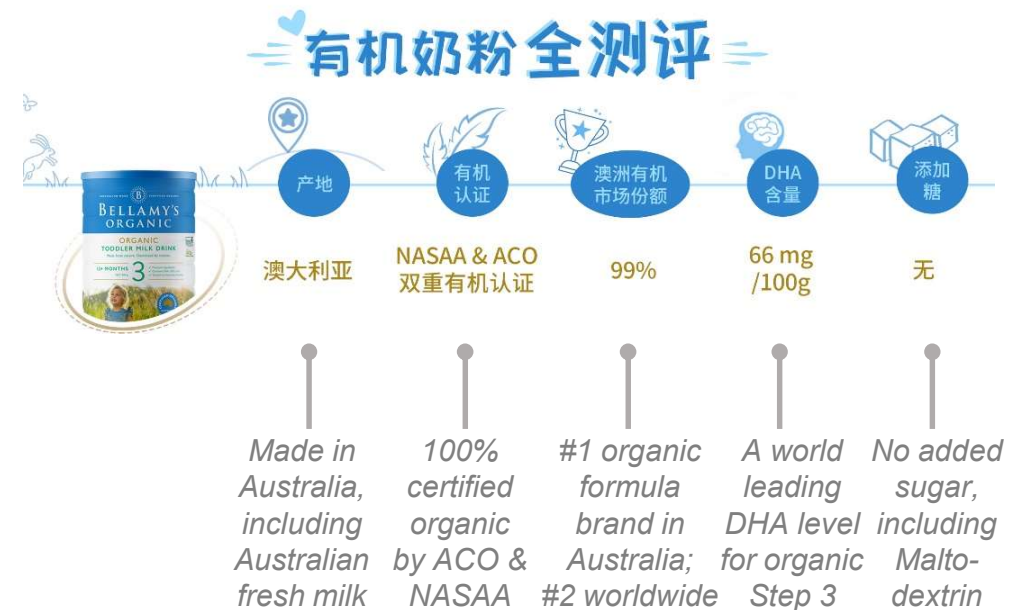 有机奶粉全测评
产地
有机
认证
澳洲有机
市场份额
DHA
含量
添加
糖
BELLAMY'S
ORGANIC
ORGANIC
TODDLER MILK DRINK
3
澳大利亚
NASAA & ACO
双重有机认证
99%
66 mg
/100g
无
Made in
Australia,
including
Australian
fresh milk
100%
certified
organic
by ACO &
NASAA
#1 organic
formula
brand in
Australia;
#2 worldwide
A world
leading
DHA level
for organic
Step 3
No added
sugar,
including
Malto-
dextrin